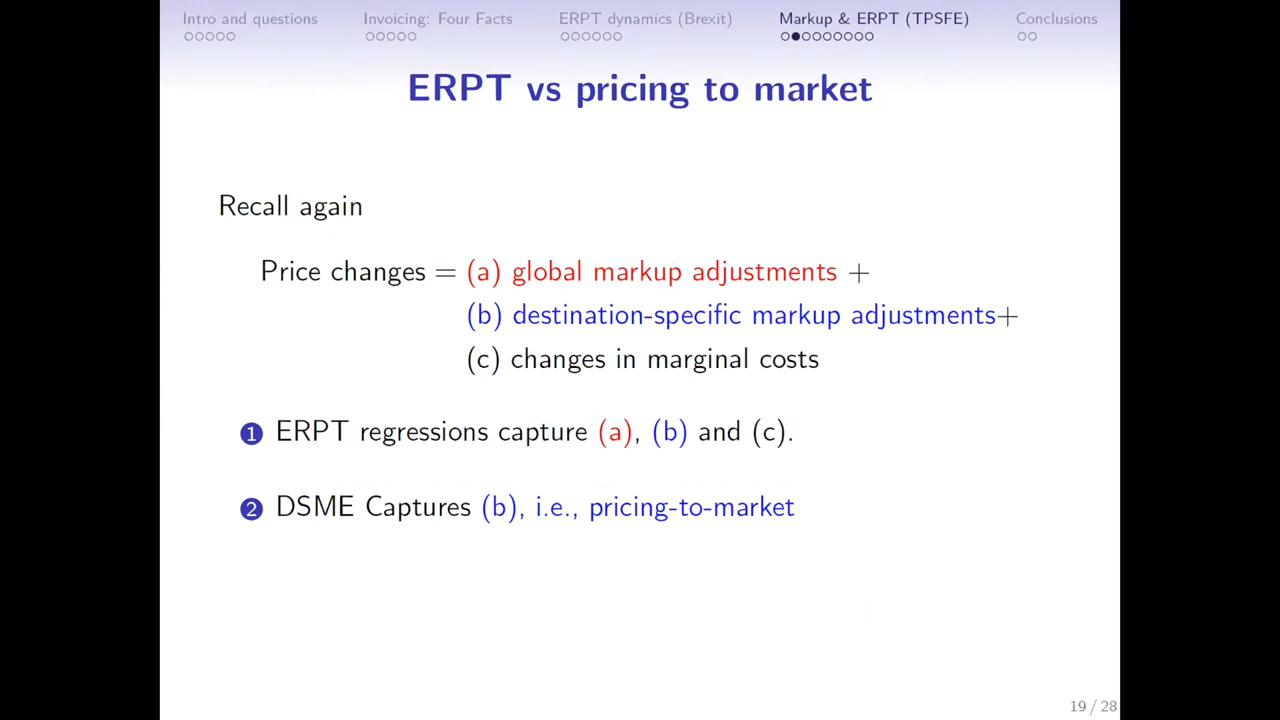 Intro and questions Invoicing: Four Facts ERPT dynamics (Brexit) Markup & ERPT (TPSFE) Conclusions
ERPT vs pricing to market
Recall again
Price changes = (a) global markup adjustments +
(b) destination-specific markup adjustments+
(c) changes in marginal costs
1 ERPT regressions capture (a), (b) and (c).
2 DSME Captures (b), i.e., pricing-to-market
19 / 28